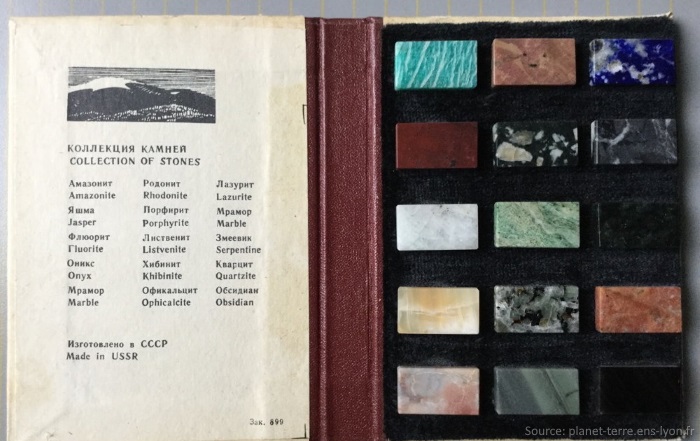 КОЛЛЕКЦИЯ КАМНЕЙ
COLLECTION OF STONES
Амазонит Родонит Лазурит
Amazonite Rhodonite Lazurite
Яшма Порфирит Мрамор
Jasper Porphyrite Marble
Флюорит Лиственит Змеевик
Fluorite Listvenite Serpentine
Оникс Хибинит Кварцит
Onyx Khibinite Quartzite
Мрамор Офикальцит Обсидиан
Marble Ophicalcite Obsidian
Изготовлено в СССР
Made in USSR
Зак. 699
Source: planet-terre.ens-lyon.fr